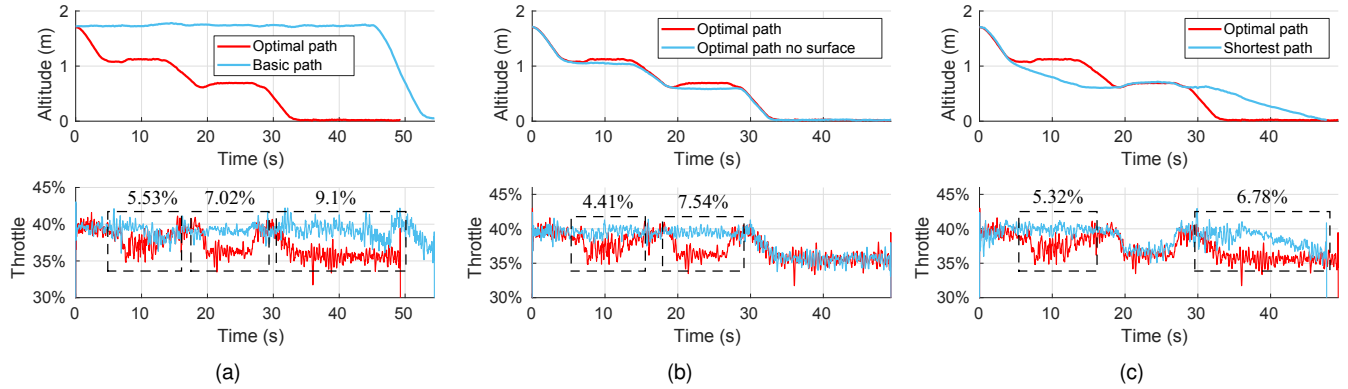 2
1
0
Altitude (m)
Optimal path
Basic path
0 10 20 30 40 50
Time (s)
45%
40%
35%
30%
Throttle
5.53% 7.02% 9.1%
0 10 20 30 40 50
Time (s)
(a)
2
1
0
Altitude (m)
Optimal path
Optimal path no surface
0 10 20 30 40
Time (s)
45%
40%
35%
30%
Throttle
4.41% 7.54%
0 10 20 30 40
Time (s)
(b)
2
1
0
Altitude (m)
Optimal path
Shortest path
0 10 20 30 40
Time (s)
45%
40%
35%
30%
Throttle
5.32% 6.78%
0 10 20 30 40
Time (s)
(c)